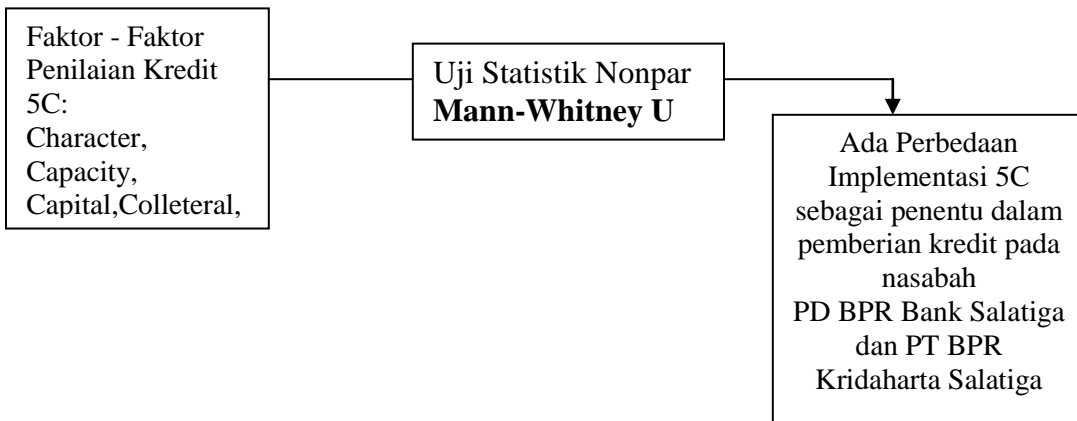 Faktor - Faktor
Penilaian Kredit
5C:
Character,
Capacity,
Capital,Colleteral,
Uji Statistik Nonpar
Mann-Whitney U
Ada Perbedaan
Implementasi 5C
sebagai penentu dalam
pemberian kredit pada
nasabah
PD BPR Bank Salatiga
dan PT BPR
Kridaharta Salatiga